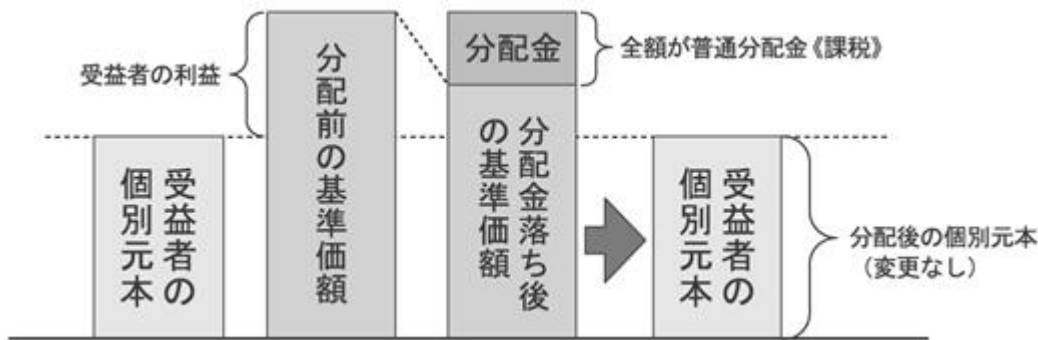 受益者の利益
受益者の
個別元本
分配前の基準価額
分配金
全額が普通分配金《課税》
分配金落ち後
の基準価額
受益者の
個別元本
分配後の個別元本
(変更なし)